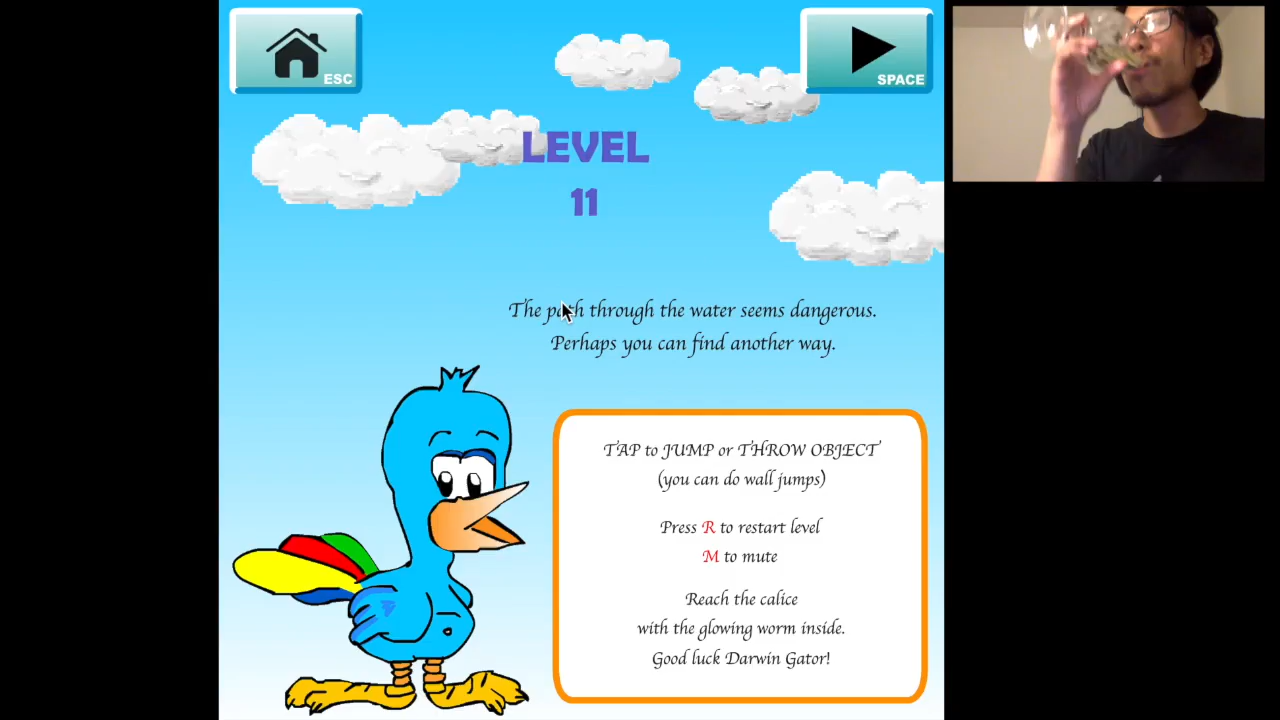 ESC
SPACE
LEVEL
11
The path through the water seems dangerous.
Perhaps you can find another way.
TAP to JUMP or THROW OBJECT
(you can do wall jumps)
Press R to restart level
M to mute
Reach the calice
with the glowing worm inside.
Good luck Darwin Gator!